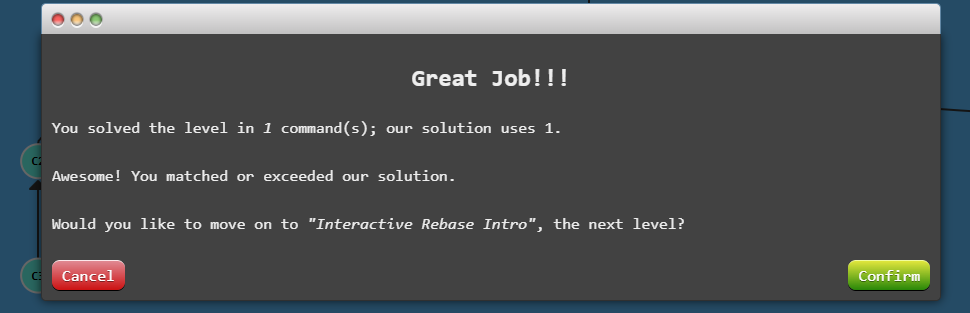 Great Job!!!
You solved the level in 1 command(s); our solution uses 1.
Awesome! You matched or exceeded our solution.
Would you like to move on to "Interactive Rebase Intro", the next level?
Cancel
Confirm